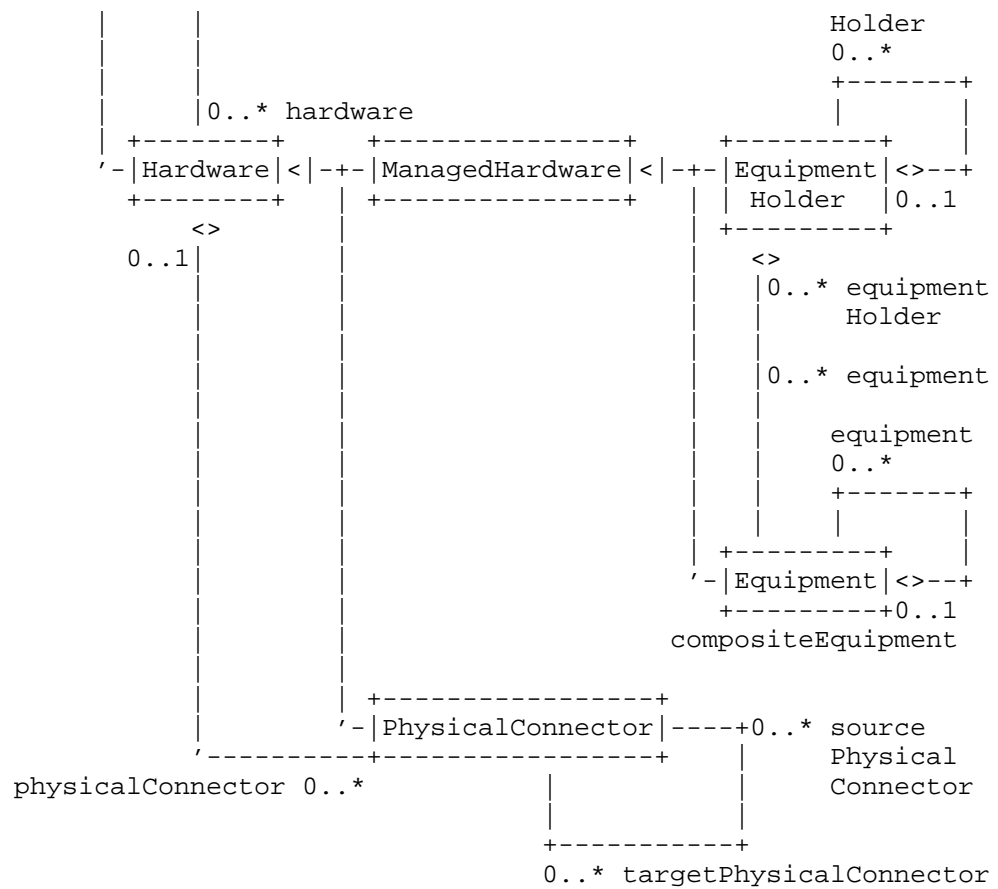 Holder
0..*
0..* hardware
Hardware ManagedHardware Equipment
Holder 0..1
0..1
0..* equipment
Holder
0..* equipment
equipment
0..*
Equipment
0..1
compositeEquipment
PhysicalConnector 0..* source
Physical
physicalConnector 0..* Connector
0..* targetPhysicalConnector